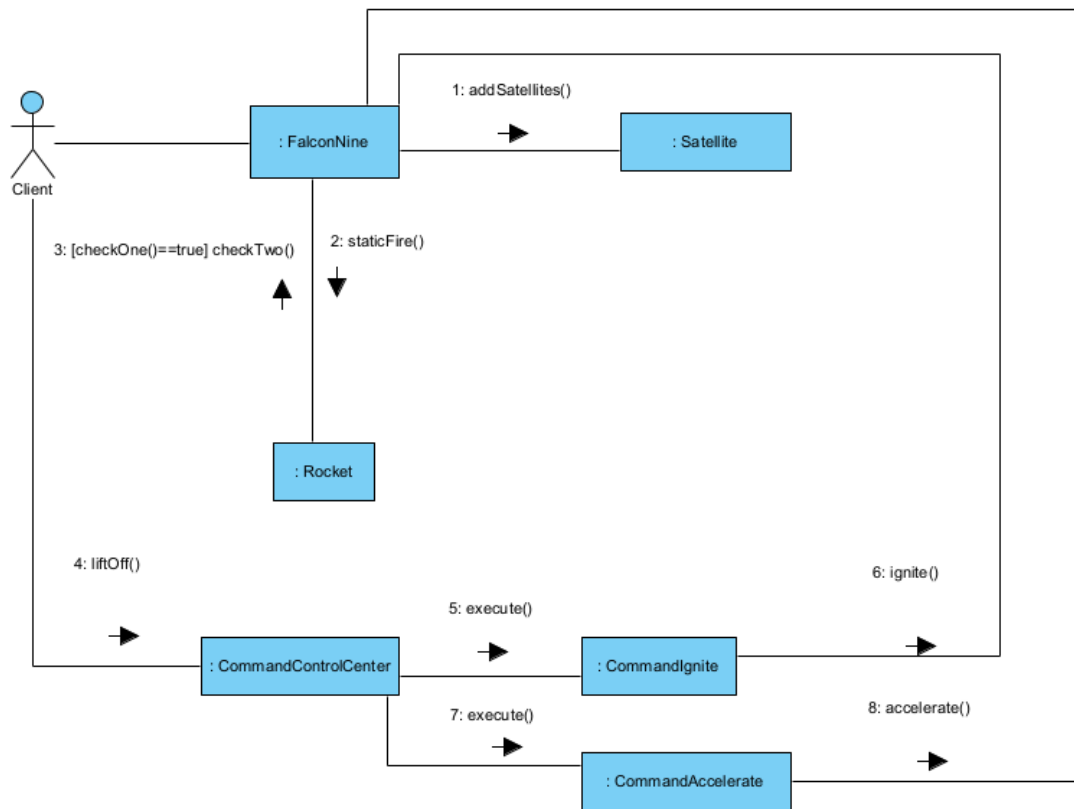 1: addSatellites()
: FalconNine
: Satellite
Client
3: [checkOne()==true] checkTwo()
2: staticFire()
: Rocket
4: liftOff()
6: ignite()
5: execute()
: CommandControlCenter
: CommandIgnite
7: execute()
8: accelerate()
: CommandAccelerate